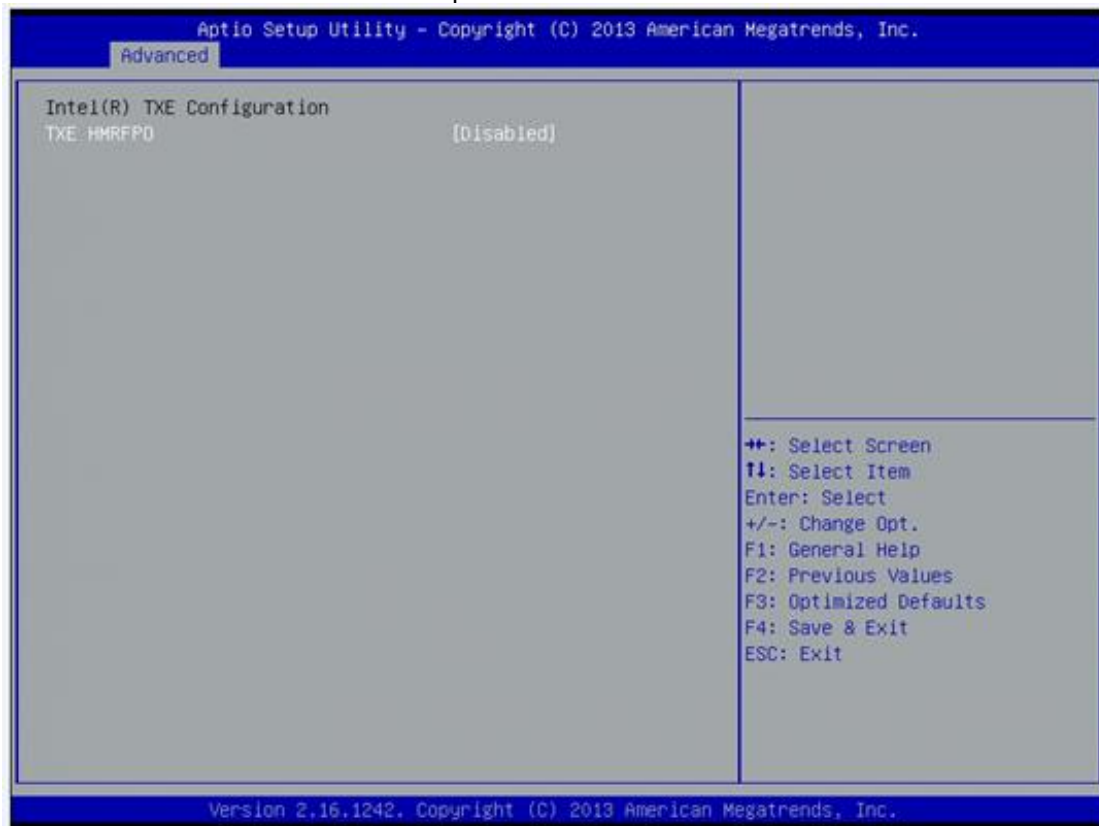 Aptio Setup Utility – Copyright (C) 2013 American Megatrends, Inc.
Advanced
Intel(R) TXE Configuration
TXE HMRFPO [Disabled]
→←: Select Screen
↑↓: Select Item
Enter: Select
+/-: Change Opt.
F1: General Help
F2: Previous Values
F3: Optimized Defaults
F4: Save & Exit
ESC: Exit
Version 2.16.1242. Copyright (C) 2013 American Megatrends, Inc.